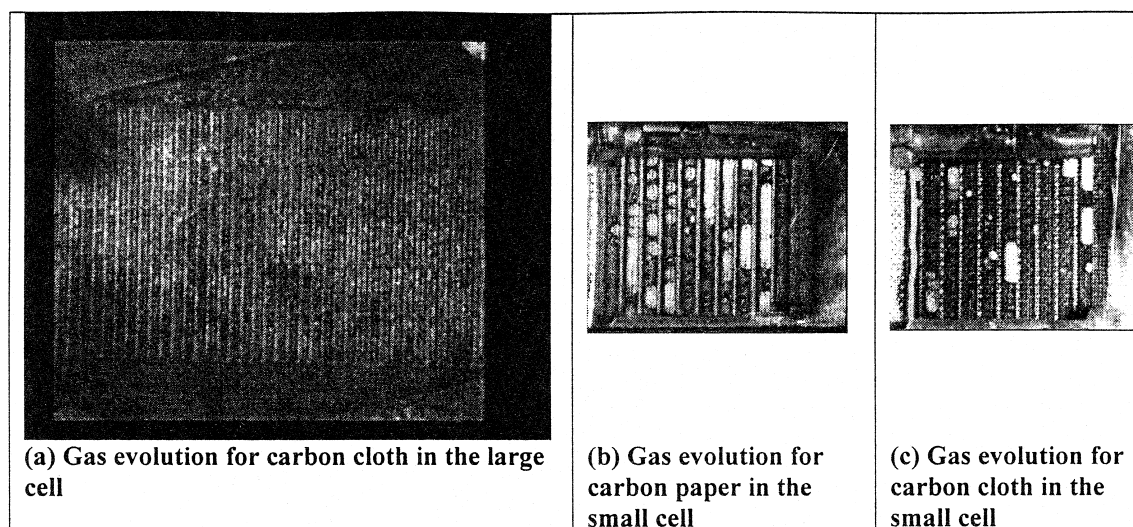 (a) Gas evolution for carbon cloth in the large
cell
(b) Gas evolution for
carbon paper in the
small cell
(c) Gas evolution for
carbon cloth in the
small cell